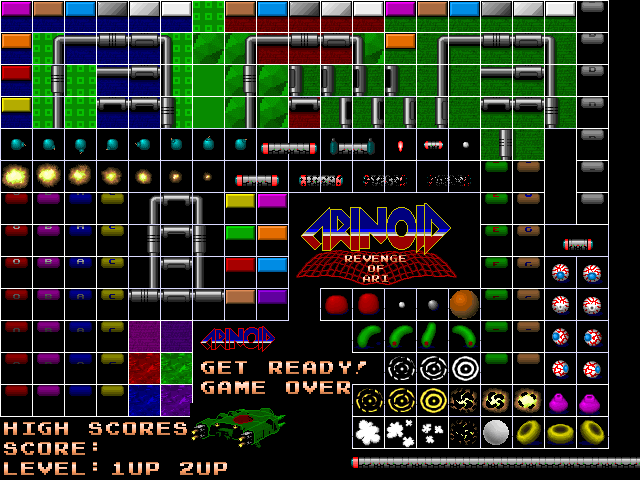 ARINOID
REVENGE
OF
ARI
ARINOID
GET READY!
GAME OVER
HIGH SCORES
SCORE:
LEVEL: 1UP 2UP